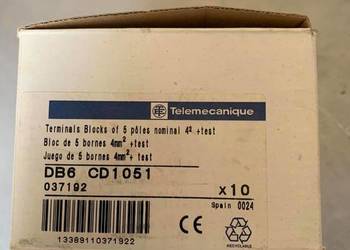 Telemecanique
Terminals Blocks of 5 pôles nominal 4² +test
Bloc de 5 bornes 4mm² +test
Juego de 5 bornes 4mm² +test
DB6 CD1051
037192
x10
Spain 0024
CE
RECYCLABLE
13389110371922